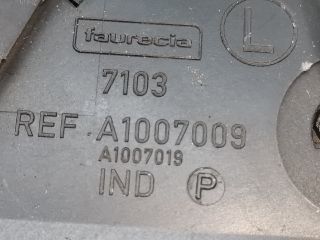 faurecia L
7103
REF A1007009
A1007019
IND P